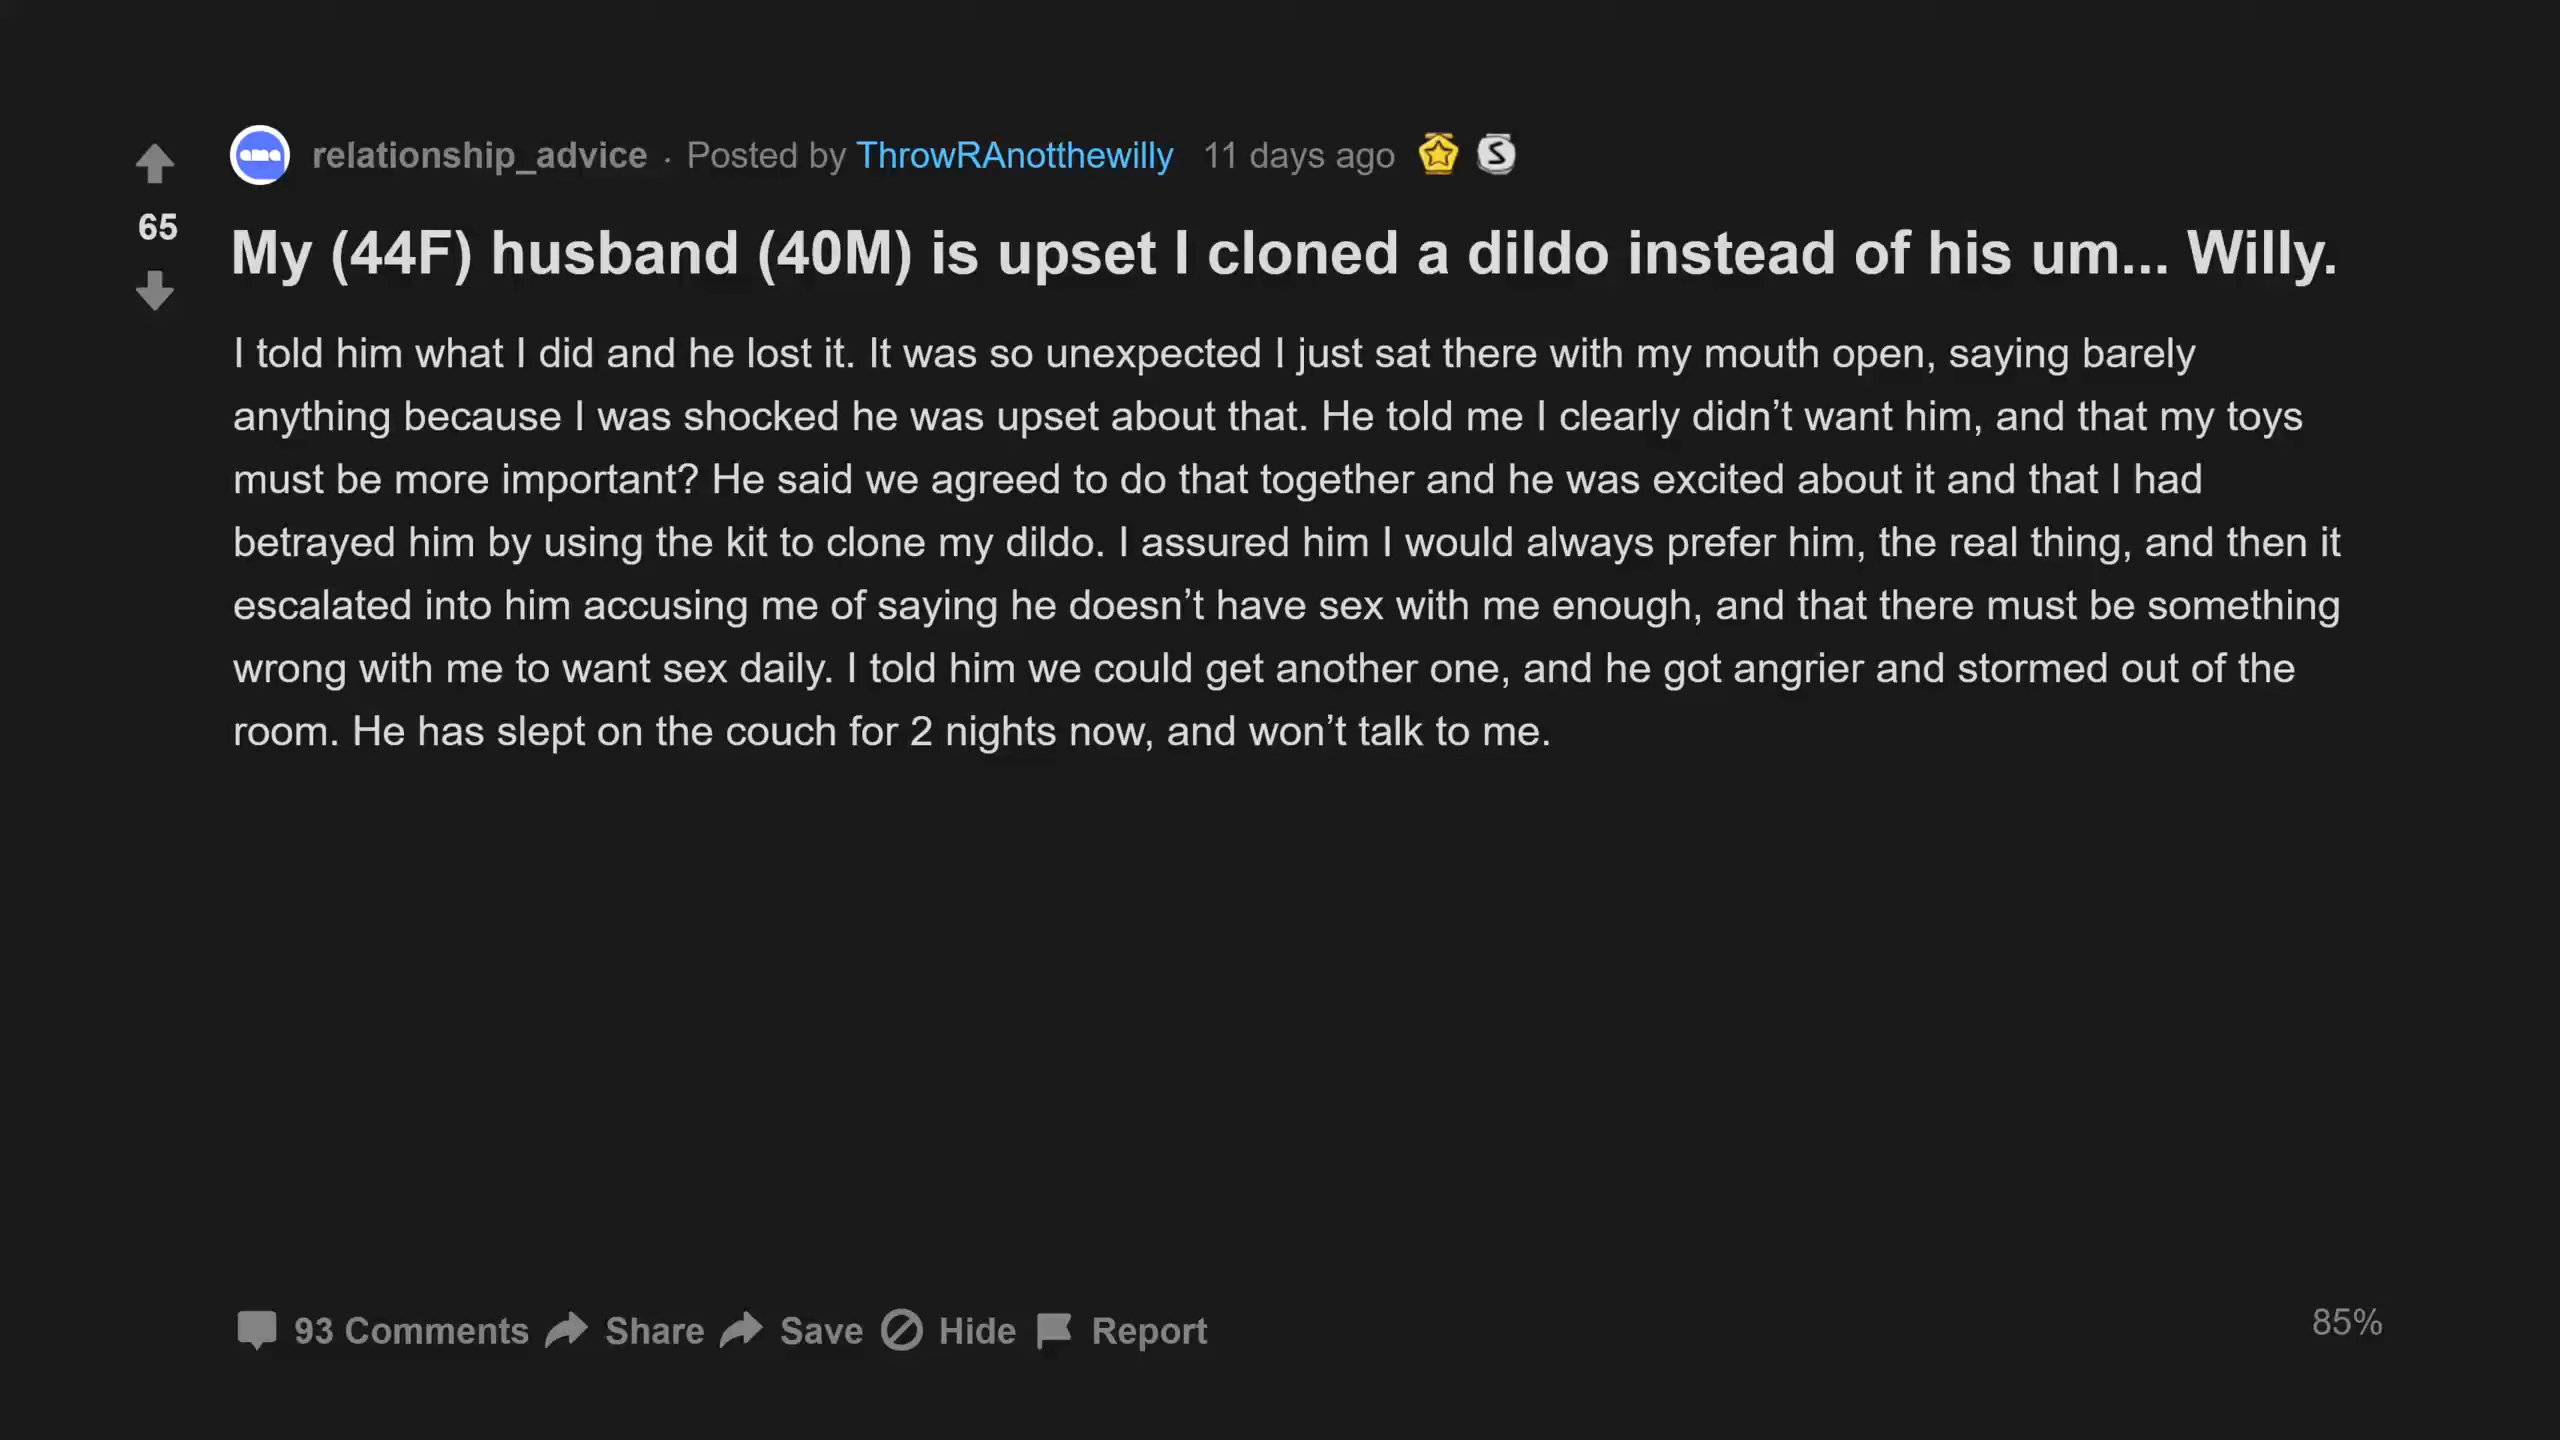 relationship_advice · Posted by ThrowRAnotthewilly 11 days ago
65
My (44F) husband (40M) is upset I cloned a dildo instead of his um... Willy.
I told him what I did and he lost it. It was so unexpected I just sat there with my mouth open, saying barely
anything because I was shocked he was upset about that. He told me I clearly didn’t want him, and that my toys
must be more important? He said we agreed to do that together and he was excited about it and that I had
betrayed him by using the kit to clone my dildo. I assured him I would always prefer him, the real thing, and then it
escalated into him accusing me of saying he doesn’t have sex with me enough, and that there must be something
wrong with me to want sex daily. I told him we could get another one, and he got angrier and stormed out of the
room. He has slept on the couch for 2 nights now, and won’t talk to me.
93 Comments Share Save Hide Report
85%